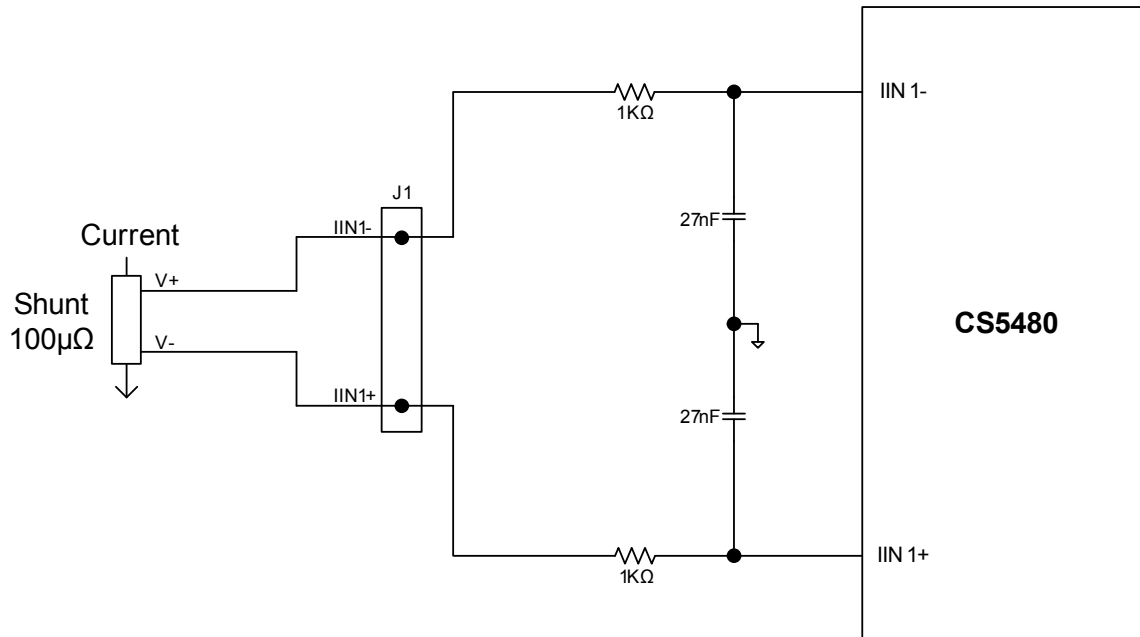 IIN 1-
1KΩ
J1
27nF
IIN1-
Current
V+
Shunt
100µΩ
CS5480
V-
IIN1+
27nF
IIN 1+
1KΩ